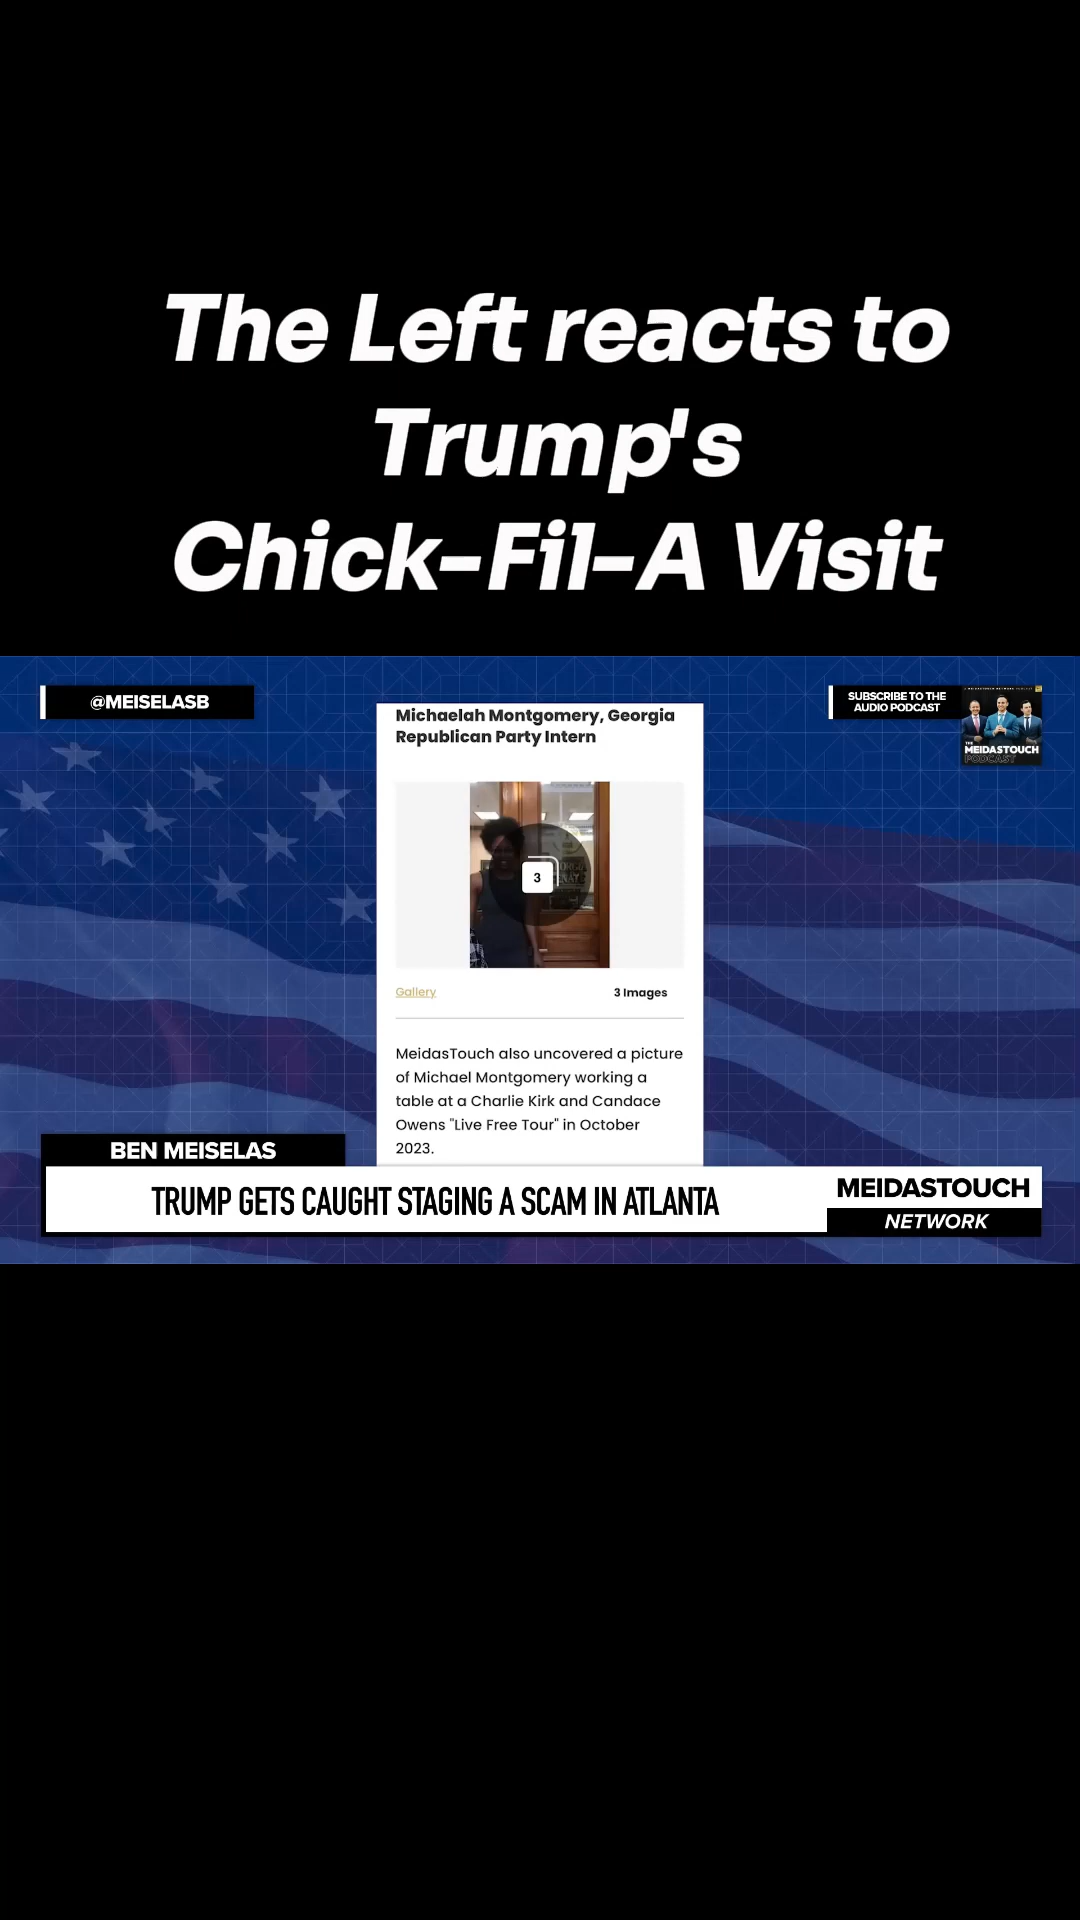 The Left reacts to
Trump's
Chick-Fil-A Visit
@MEISELASB
SUBSCRIBE TO THE
AUDIO PODCAST
THE
MEIDASTOUCH
PODCAST
Michaelah Montgomery, Georgia
Republican Party Intern
3
Gallery
3 Images
MeidasTouch also uncovered a picture
of Michael Montgomery working a
table at a Charlie Kirk and Candace
Owens "Live Free Tour" in October
2023.
BEN MEISELAS
TRUMP GETS CAUGHT STAGING A SCAM IN ATLANTA
MEIDASTOUCH
NETWORK